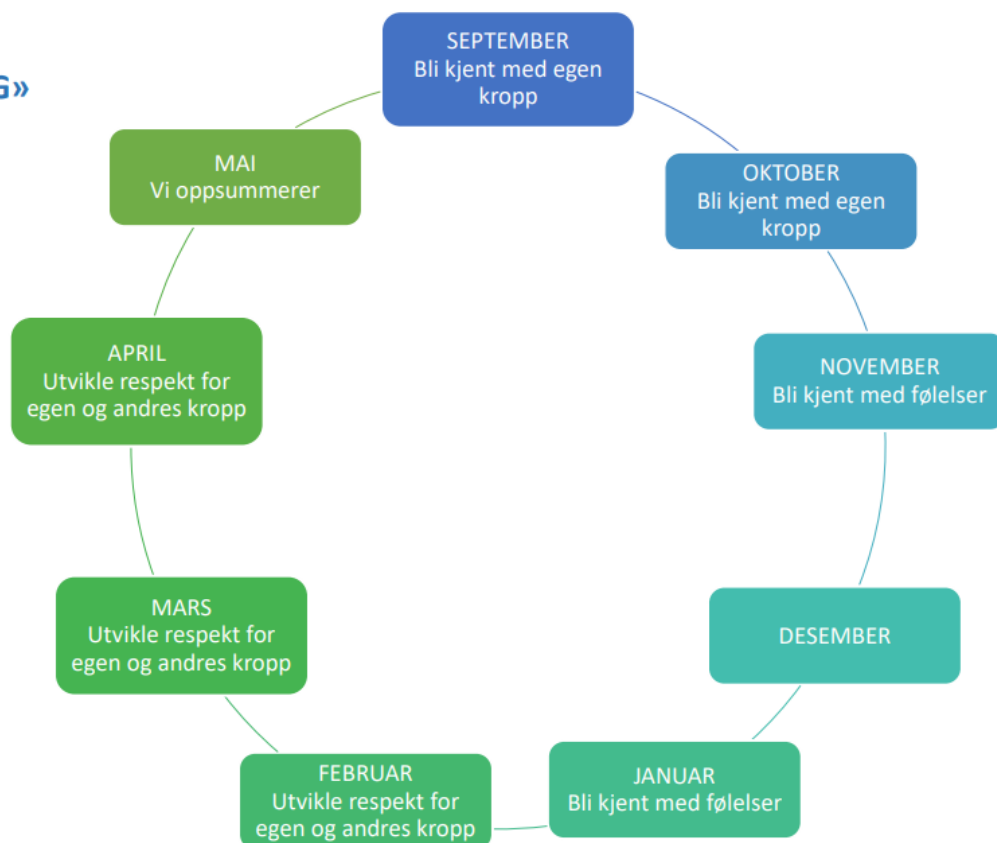 G»
SEPTEMBER
Bli kjent med egen
kropp
OKTOBER
Bli kjent med egen
kropp
NOVEMBER
Bli kjent med følelser
DESEMBER
JANUAR
Bli kjent med følelser
FEBRUAR
Utvikle respekt for
egen og andres kropp
MARS
Utvikle respekt for
egen og andres kropp
APRIL
Utvikle respekt for
egen og andres kropp
MAI
Vi oppsummerer